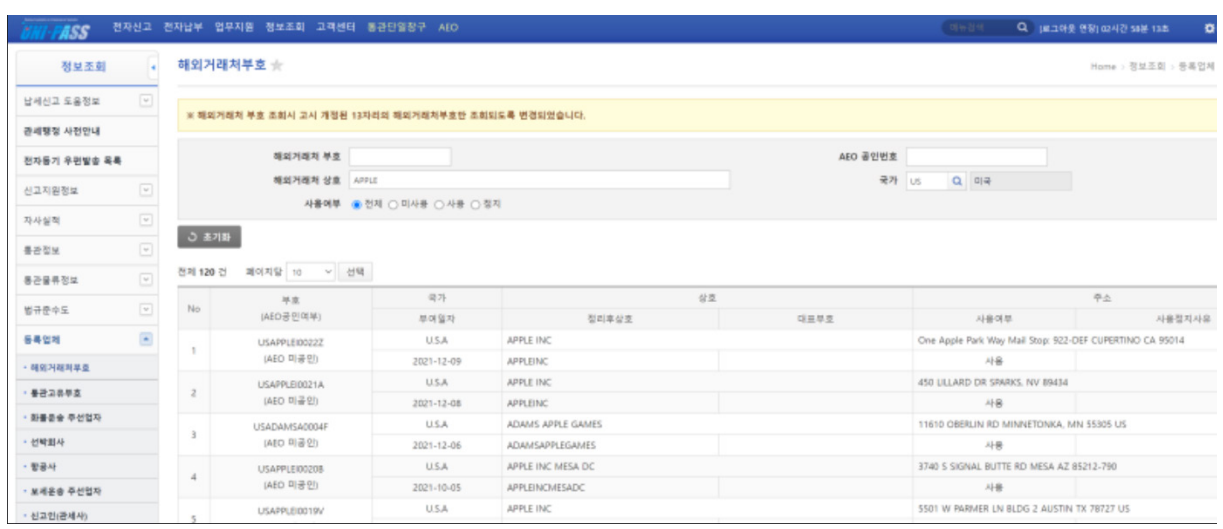 UNI-PASS 전자신고 전자납부 업무지원 정보조회 고객센터 통관단일창구 AEO 메뉴검색 [로그아웃 연장] 02시간 58분 13초
정보조회
해외거래처부호
Home > 정보조회 > 등록업체
납세신고 도움정보
관세행정 사전안내
전자등기 우편발송 목록
신고지원정보
자사실적
통관정보
통관물류정보
법규준수도
등록업체
· 해외거래처부호
· 통관고유부호
· 화물운송 주선업자
· 선박회사
· 항공사
· 보세운송 주선업자
· 신고인(관세사)
※ 해외거래처 부호 조회시 고시 개정된 13자리의 해외거래처부호만 조회되도록 변경되었습니다.
해외거래처 부호 AEO 공인번호
해외거래처 상호 APPLE 국가 US 미국
사용여부 전체 미사용 사용 정지
초기화
전체 120 건 페이지당 10 선택
No 부호 국가 상호 주소
(AEO공인여부) 부여일자 정리후상호 대표부호 사용여부 사용정지사유
1 USAPPLEI0022Z U.S.A APPLE INC One Apple Park Way Mail Stop: 922-DEF CUPERTINO CA 95014
(AEO 미공인) 2021-12-09 APPLEINC 사용
2 USAPPLEI0021A U.S.A APPLE INC 450 LILLARD DR SPARKS, NV 89434
(AEO 미공인) 2021-12-08 APPLEINC 사용
3 USADAMSA0004F U.S.A ADAMS APPLE GAMES 11610 OBERLIN RD MINNETONKA, MN 55305 US
(AEO 미공인) 2021-12-06 ADAMSAPPLEGAMES 사용
4 USAPPLEI0020B U.S.A APPLE INC MESA DC 3740 S SIGNAL BUTTE RD MESA AZ 85212-790
(AEO 미공인) 2021-10-05 APPLEINCMESADC 사용
5 USAPPLEI0019V U.S.A APPLE INC 5501 W PARMER LN BLDG 2 AUSTIN TX 78727 US